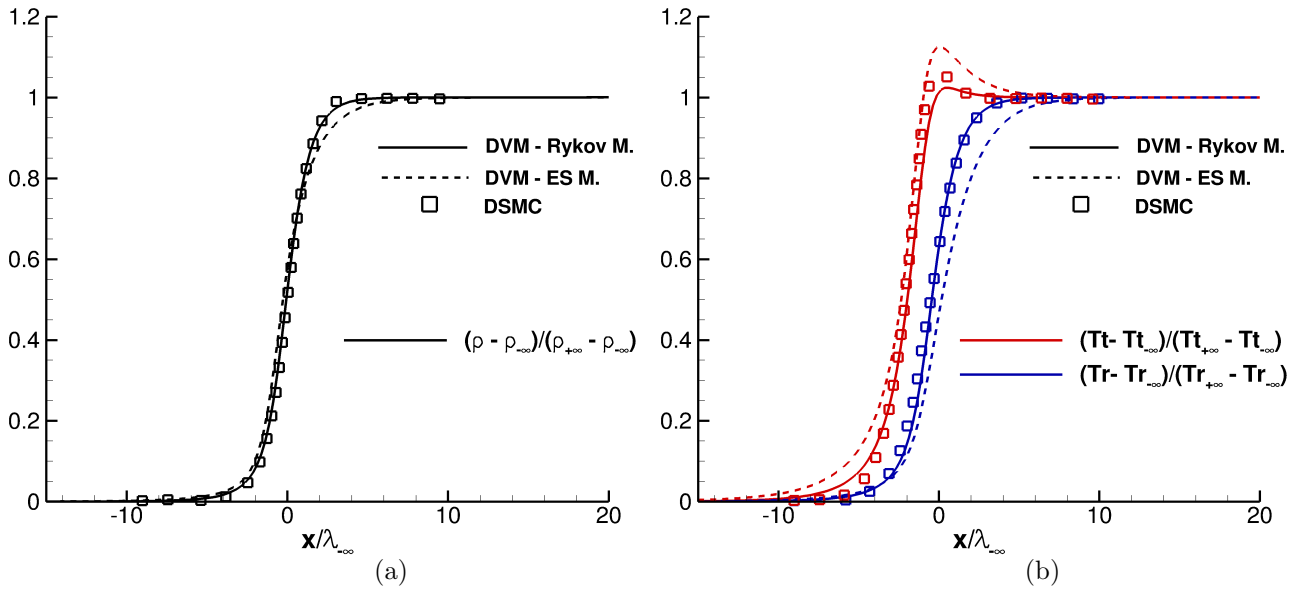 1.2
1
0.8
0.6
0.4
0.2
0
-10
0
10
20
x/λ-∞
DVM - Rykov M.
DVM - ES M.
DSMC
(ρ - ρ-∞)/(ρ+∞ - ρ-∞)
(a)
1.2
1
0.8
0.6
0.4
0.2
0
-10
0
10
20
x/λ-∞
DVM - Rykov M.
DVM - ES M.
DSMC
(Tt- Tt-∞)/(Tt+∞ - Tt-∞)
(Tr- Tr-∞)/(Tr+∞ - Tr-∞)
(b)